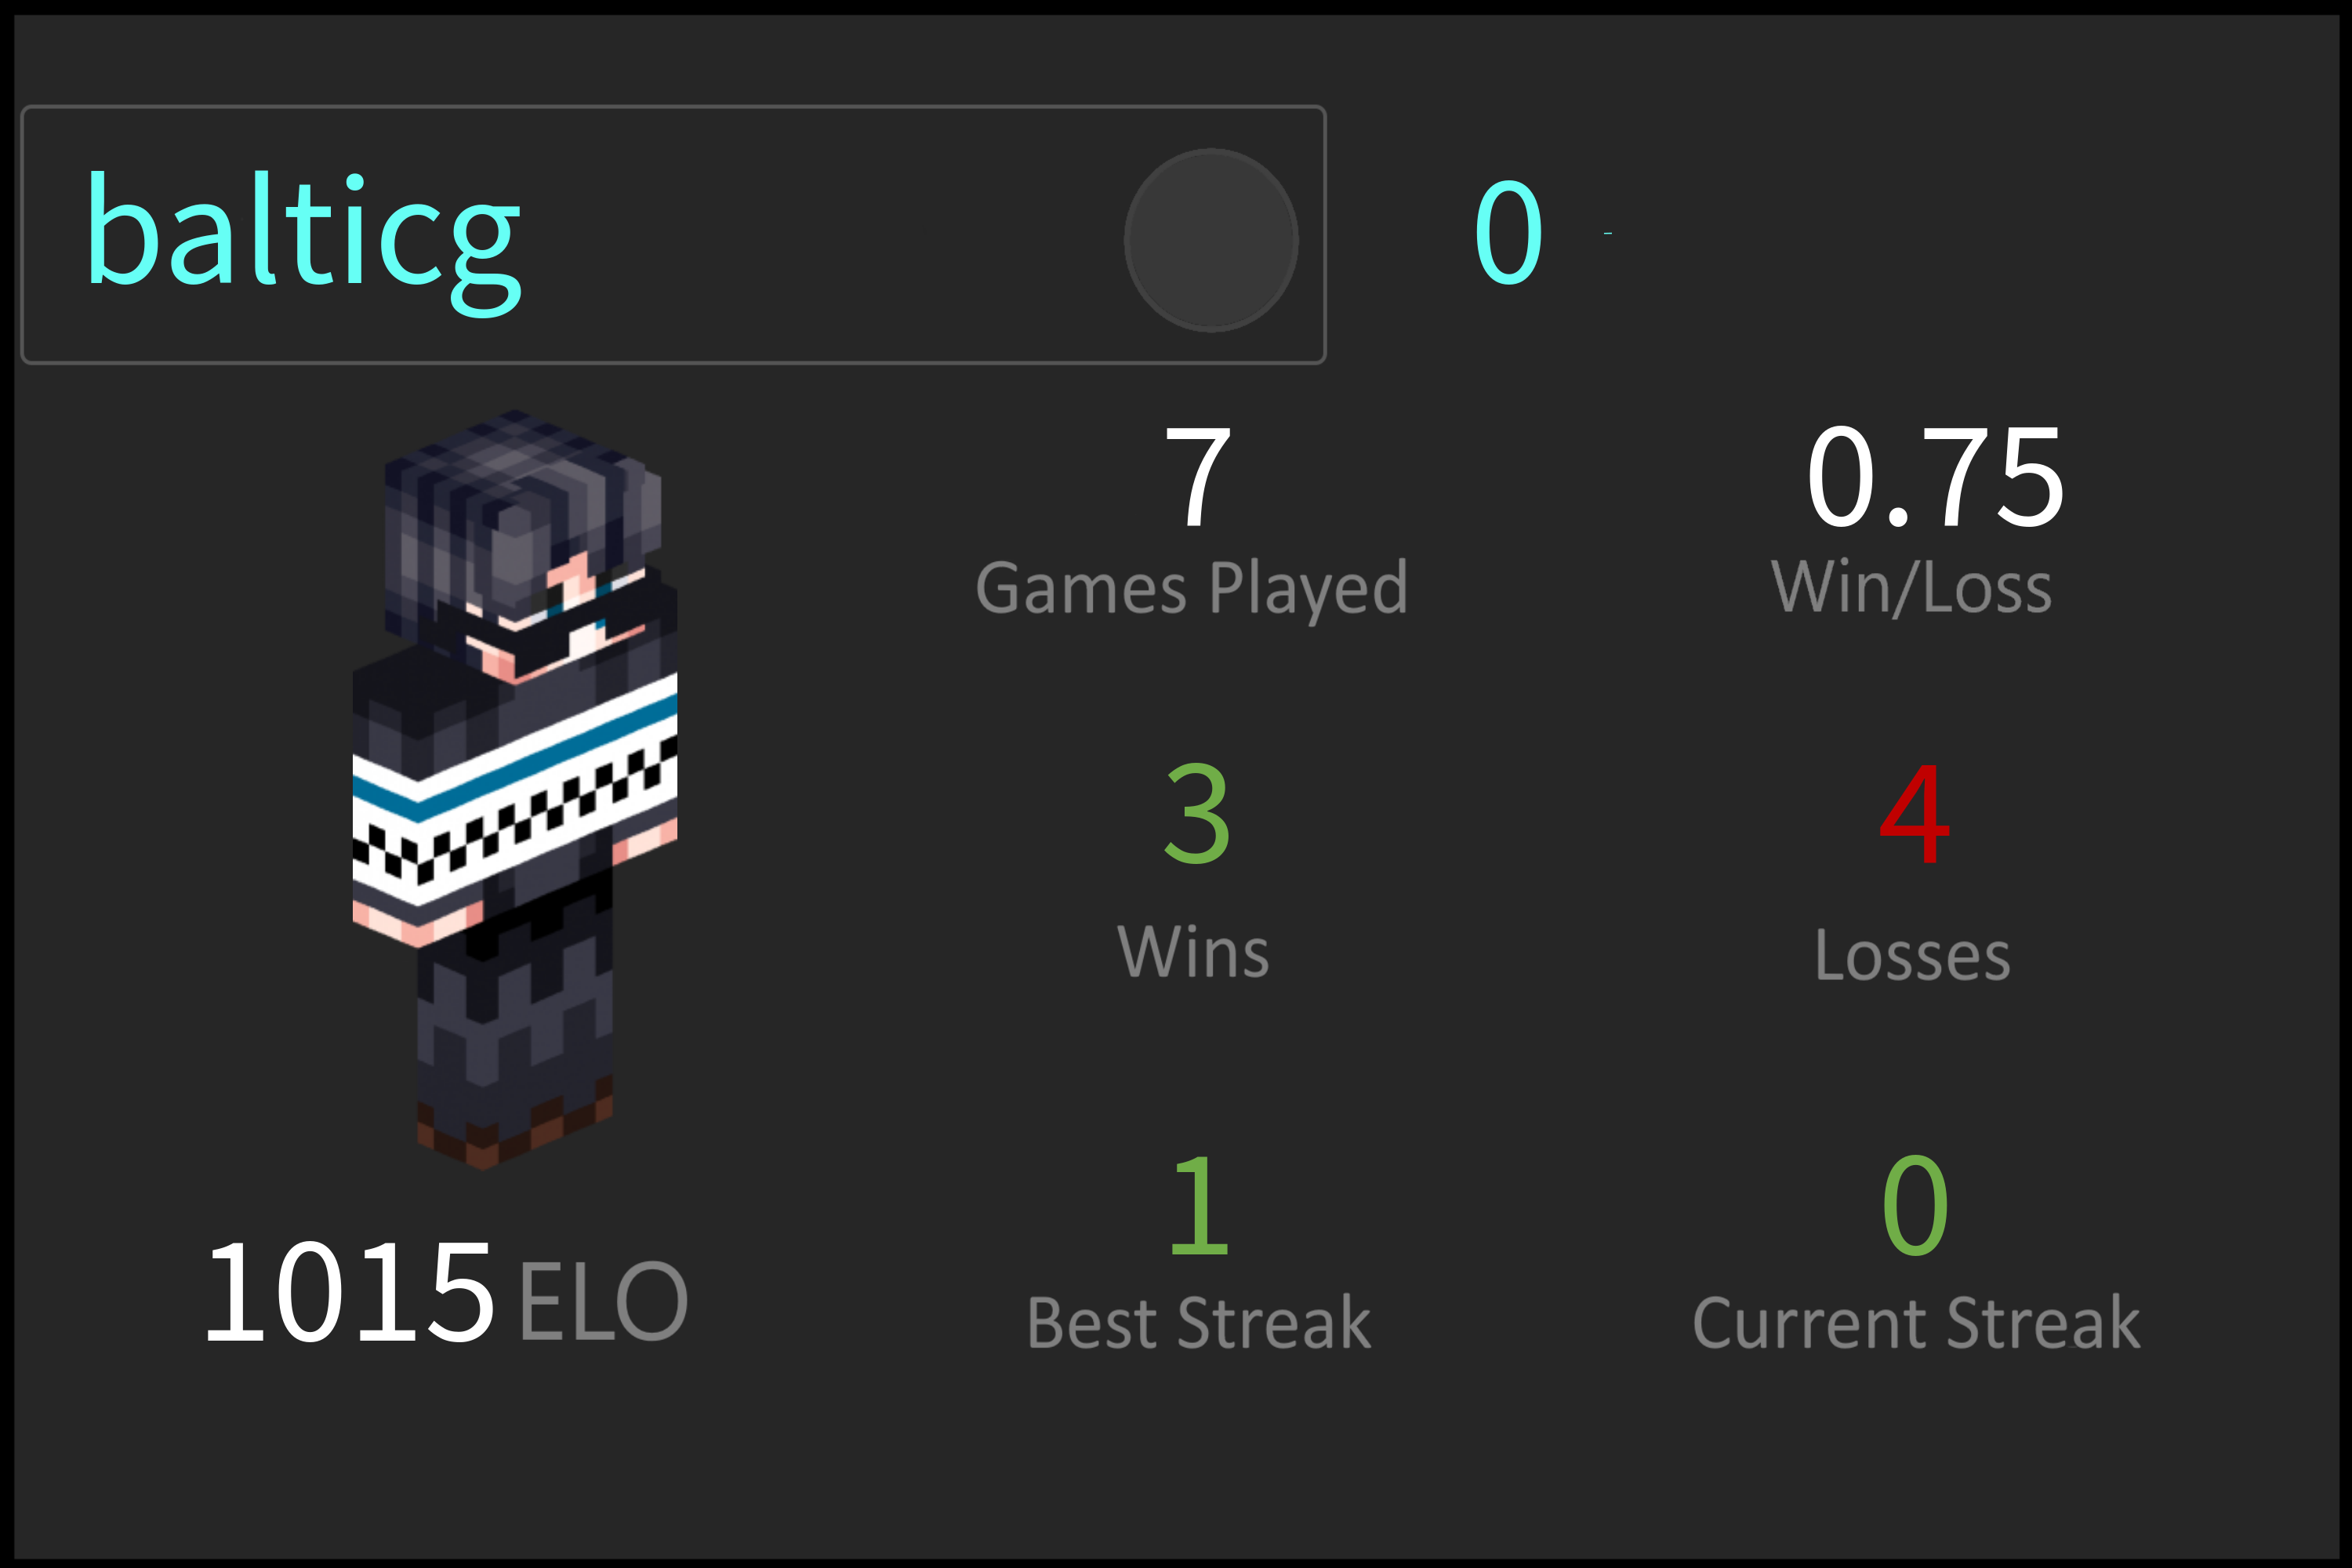 balticg
0 -
7 0.75
Games Played Win/Loss
3 4
Wins Losses
1 0
1015 ELO
Best Streak Current Streak